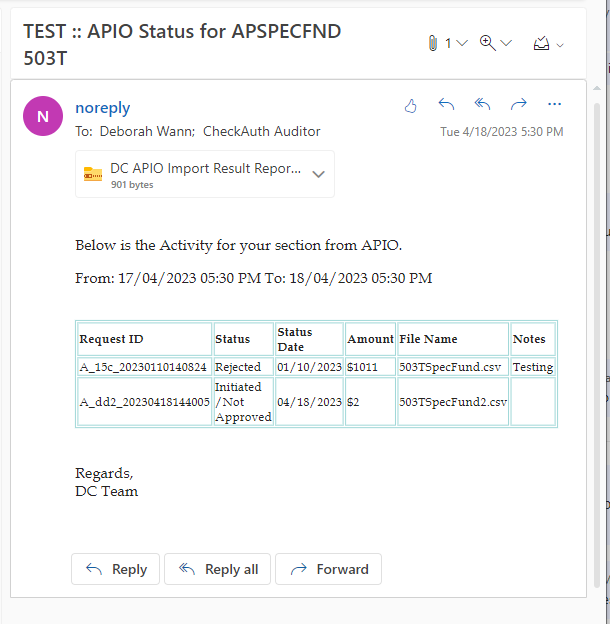 TEST :: APIO Status for APSPECFND
503T
1
N
noreply
To: Deborah Wann; CheckAuth Auditor
Tue 4/18/2023 5:30 PM
DC APIO Import Result Repor...
901 bytes
Below is the Activity for your section from APIO.
From: 17/04/2023 05:30 PM To: 18/04/2023 05:30 PM
Request ID Status Status Date Amount File Name Notes
A_15c_20230110140824 Rejected 01/10/2023 $1011 503TSpecFund.csv Testing
A_dd2_20230418144005 Initiated /Not Approved 04/18/2023 $2 503TSpecFund2.csv
Regards,
DC Team
Reply Reply all Forward